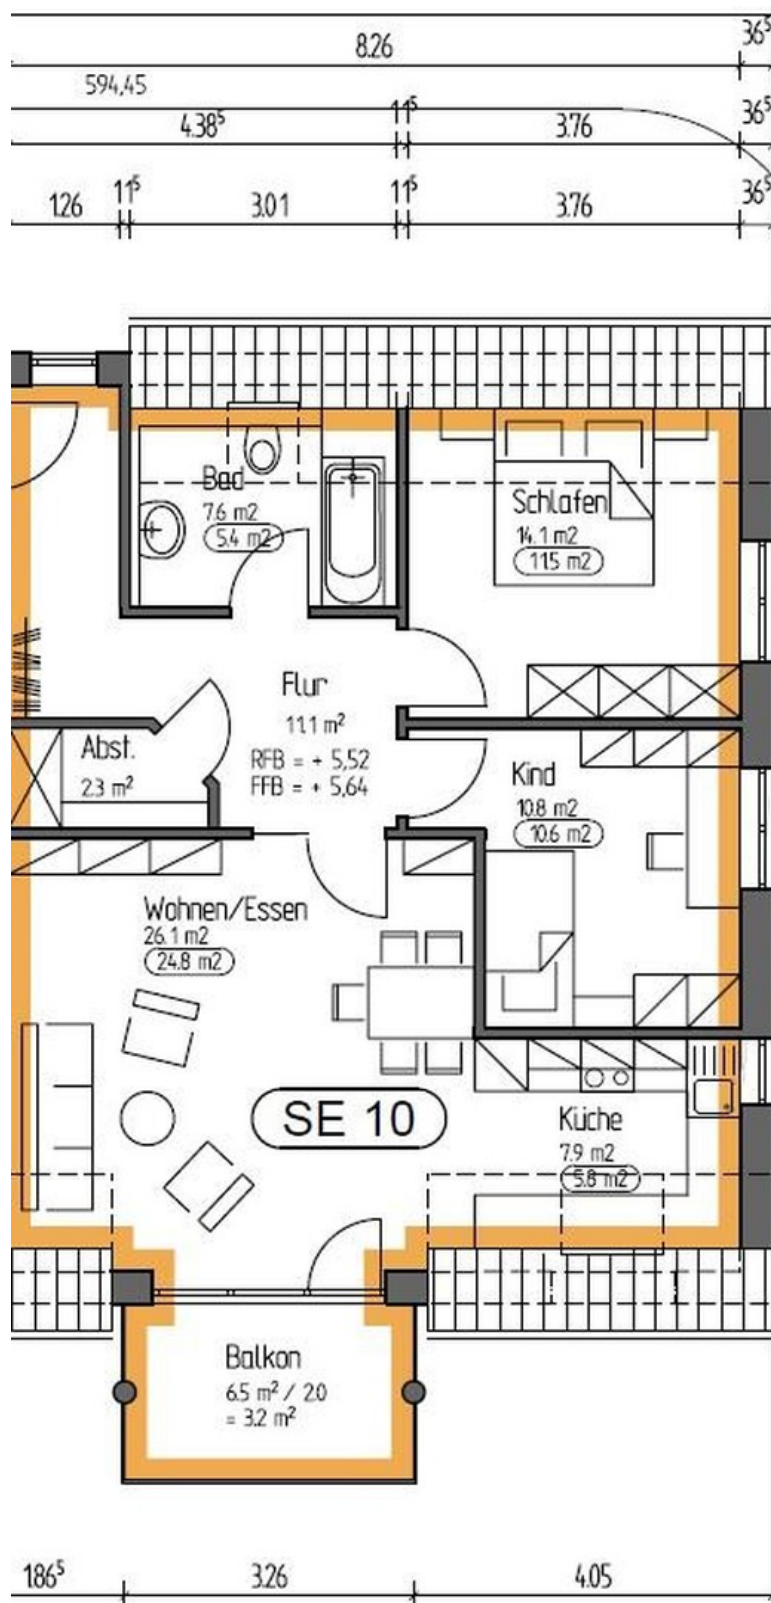 8.26
36⁵
594,45
4.38⁵
11⁵
3.76
36⁵
1.26
11⁵
3.01
11⁵
3.76
36⁵
Bad
7.6 m2
5.4 m2
Schlafen
14.1 m2
11.5 m2
Flur
11.1 m²
RFB = + 5,52
FFB = + 5,64
Abst.
2.3 m²
Kind
10.8 m2
10.6 m2
Wohnen/Essen
26.1 m2
24.8 m2
SE 10
Küche
7.9 m2
5.8 m2
Balkon
6.5 m² / 2.0
= 3.2 m²
1.86⁵
3.26
4.05